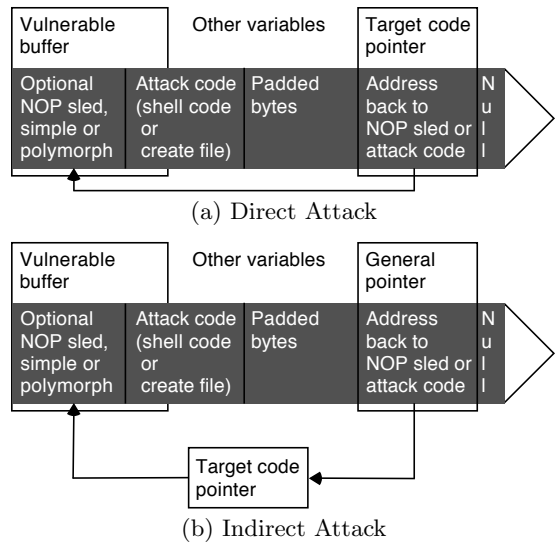 Vulnerable buffer
Other variables
Target code pointer
Optional
NOP sled,
simple or
polymorph
Attack code
(shell code
or
create file)
Padded
bytes
Address
back to
NOP sled or
attack code
N
u
l
l
(a) Direct Attack
Vulnerable
buffer
Other variables
General
pointer
Optional
NOP sled,
simple or
polymorph
Attack code
(shell code
or
create file)
Padded
bytes
Address
back to
NOP sled or
attack code
N
u
l
l
Target code
pointer
(b) Indirect Attack